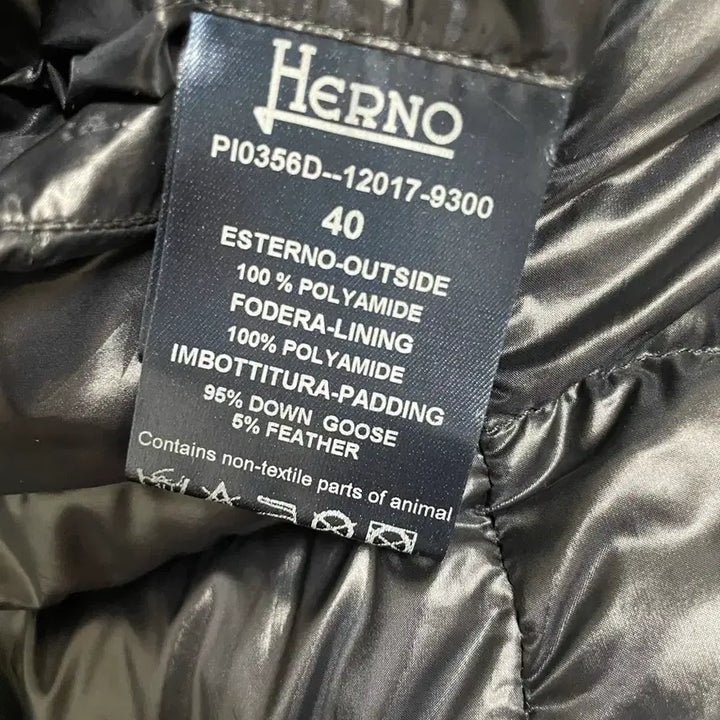 HERNO
PI0356D--12017-9300
40
ESTERNO-OUTSIDE
100 % POLYAMIDE
FODERA-LINING
100% POLYAMIDE
IMBOTTITURA-PADDING
95% DOWN GOOSE
5% FEATHER
Contains non-textile parts of animal